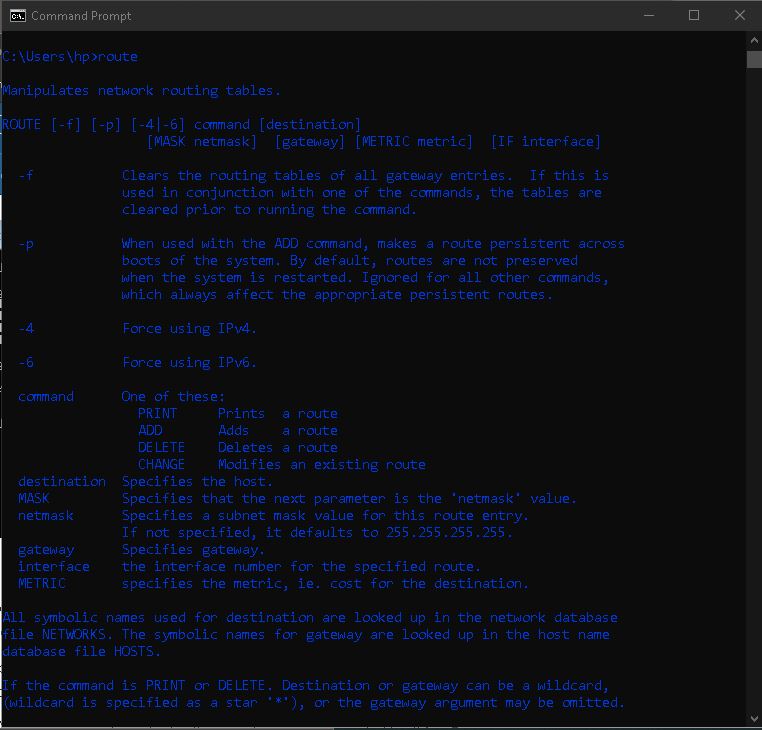 Command Prompt
C:\Users\hp>route
Manipulates network routing tables.
ROUTE [-f] [-p] [-4|-6] command [destination]
[MASK netmask]  [gateway] [METRIC metric]  [IF interface]
-f           Clears the routing tables of all gateway entries.  If this is
used in conjunction with one of the commands, the tables are
cleared prior to running the command.
-p           When used with the ADD command, makes a route persistent across
boots of the system. By default, routes are not preserved
when the system is restarted. Ignored for all other commands,
which always affect the appropriate persistent routes.
-4           Force using IPv4.
-6           Force using IPv6.
command      One of these:
PRINT     Prints  a route
ADD       Adds    a route
DELETE    Deletes a route
CHANGE    Modifies an existing route
destination  Specifies the host.
MASK         Specifies that the next parameter is the 'netmask' value.
netmask      Specifies a subnet mask value for this route entry.
If not specified, it defaults to 255.255.255.255.
gateway      Specifies gateway.
interface    the interface number for the specified route.
METRIC       specifies the metric, ie. cost for the destination.
All symbolic names used for destination are looked up in the network database
file NETWORKS. The symbolic names for gateway are looked up in the host name
database file HOSTS.
If the command is PRINT or DELETE. Destination or gateway can be a wildcard,
(wildcard is specified as a star '*'), or the gateway argument may be omitted.